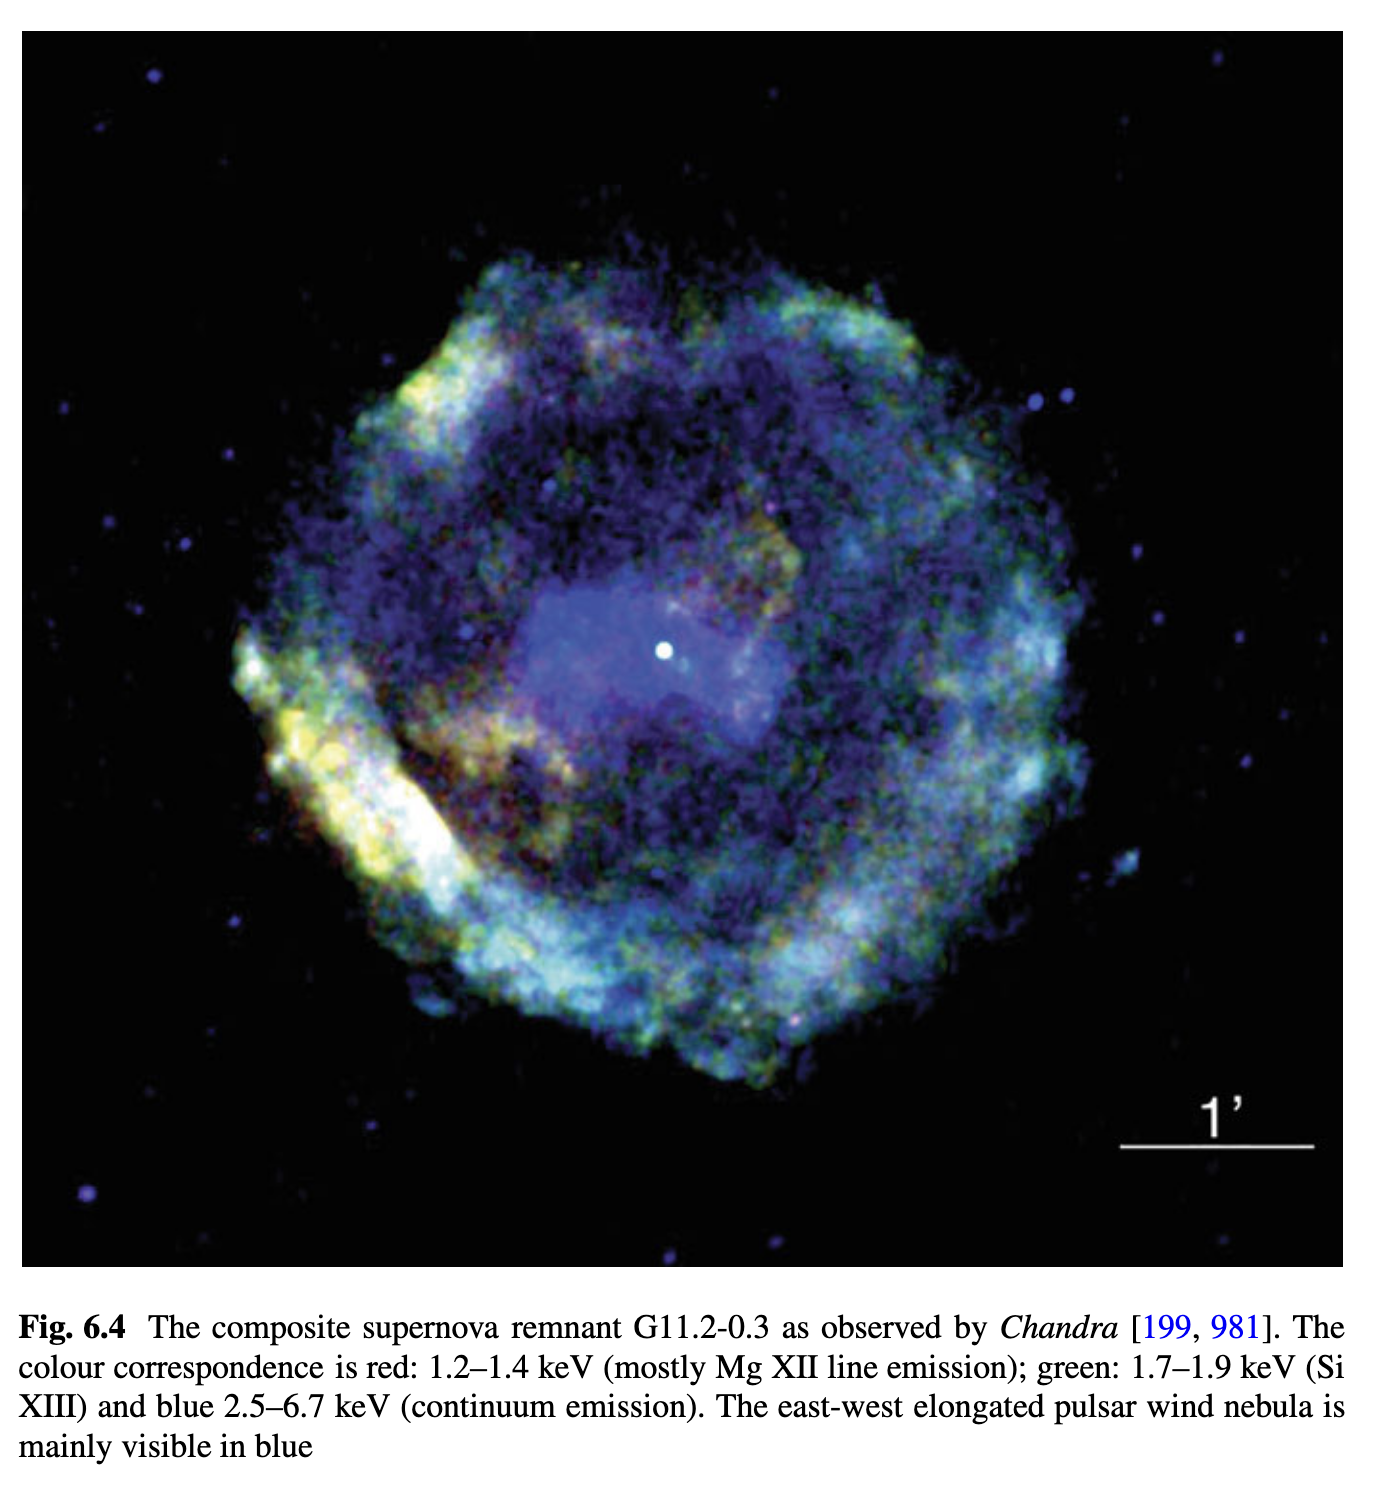 1’
Fig. 6.4 The composite supernova remnant G11.2-0.3 as observed by Chandra [199, 981]. The
colour correspondence is red: 1.2–1.4 keV (mostly Mg XII line emission); green: 1.7–1.9 keV (Si
XIII) and blue 2.5–6.7 keV (continuum emission). The east-west elongated pulsar wind nebula is
mainly visible in blue